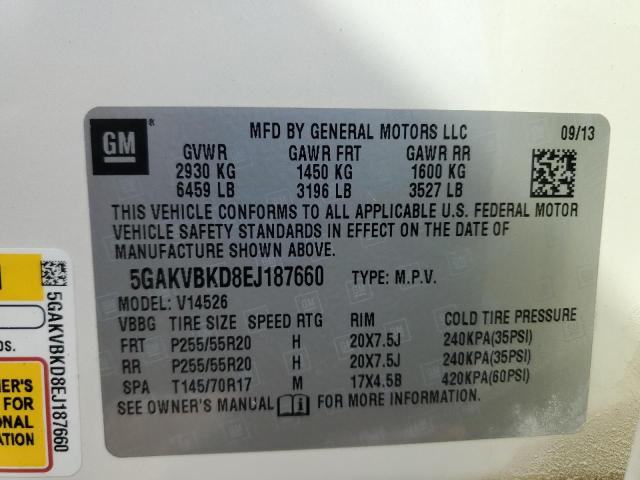 GM
®
MFD BY GENERAL MOTORS LLC 09/13
GVWR GAWR FRT GAWR RR
2930 KG 1450 KG 1600 KG
6459 LB 3196 LB 3527 LB
THIS VEHICLE CONFORMS TO ALL APPLICABLE U.S. FEDERAL MOTOR
VEHICLE SAFETY STANDARDS IN EFFECT ON THE DATE OF
MANUFACTURE SHOWN ABOVE.
5GAKVBKD8EJ187660 TYPE: M.P.V.
MODEL: V14526
VBBG TIRE SIZE SPEED RTG RIM COLD TIRE PRESSURE
FRT P255/55R20 H 20X7.5J 240KPA(35PSI)
RR P255/55R20 H 20X7.5J 240KPA(35PSI)
SPA T145/70R17 M 17X4.5B 420KPA(60PSI)
SEE OWNER'S MANUAL FOR MORE INFORMATION.
5GAKVBKD8EJ187660
FOR